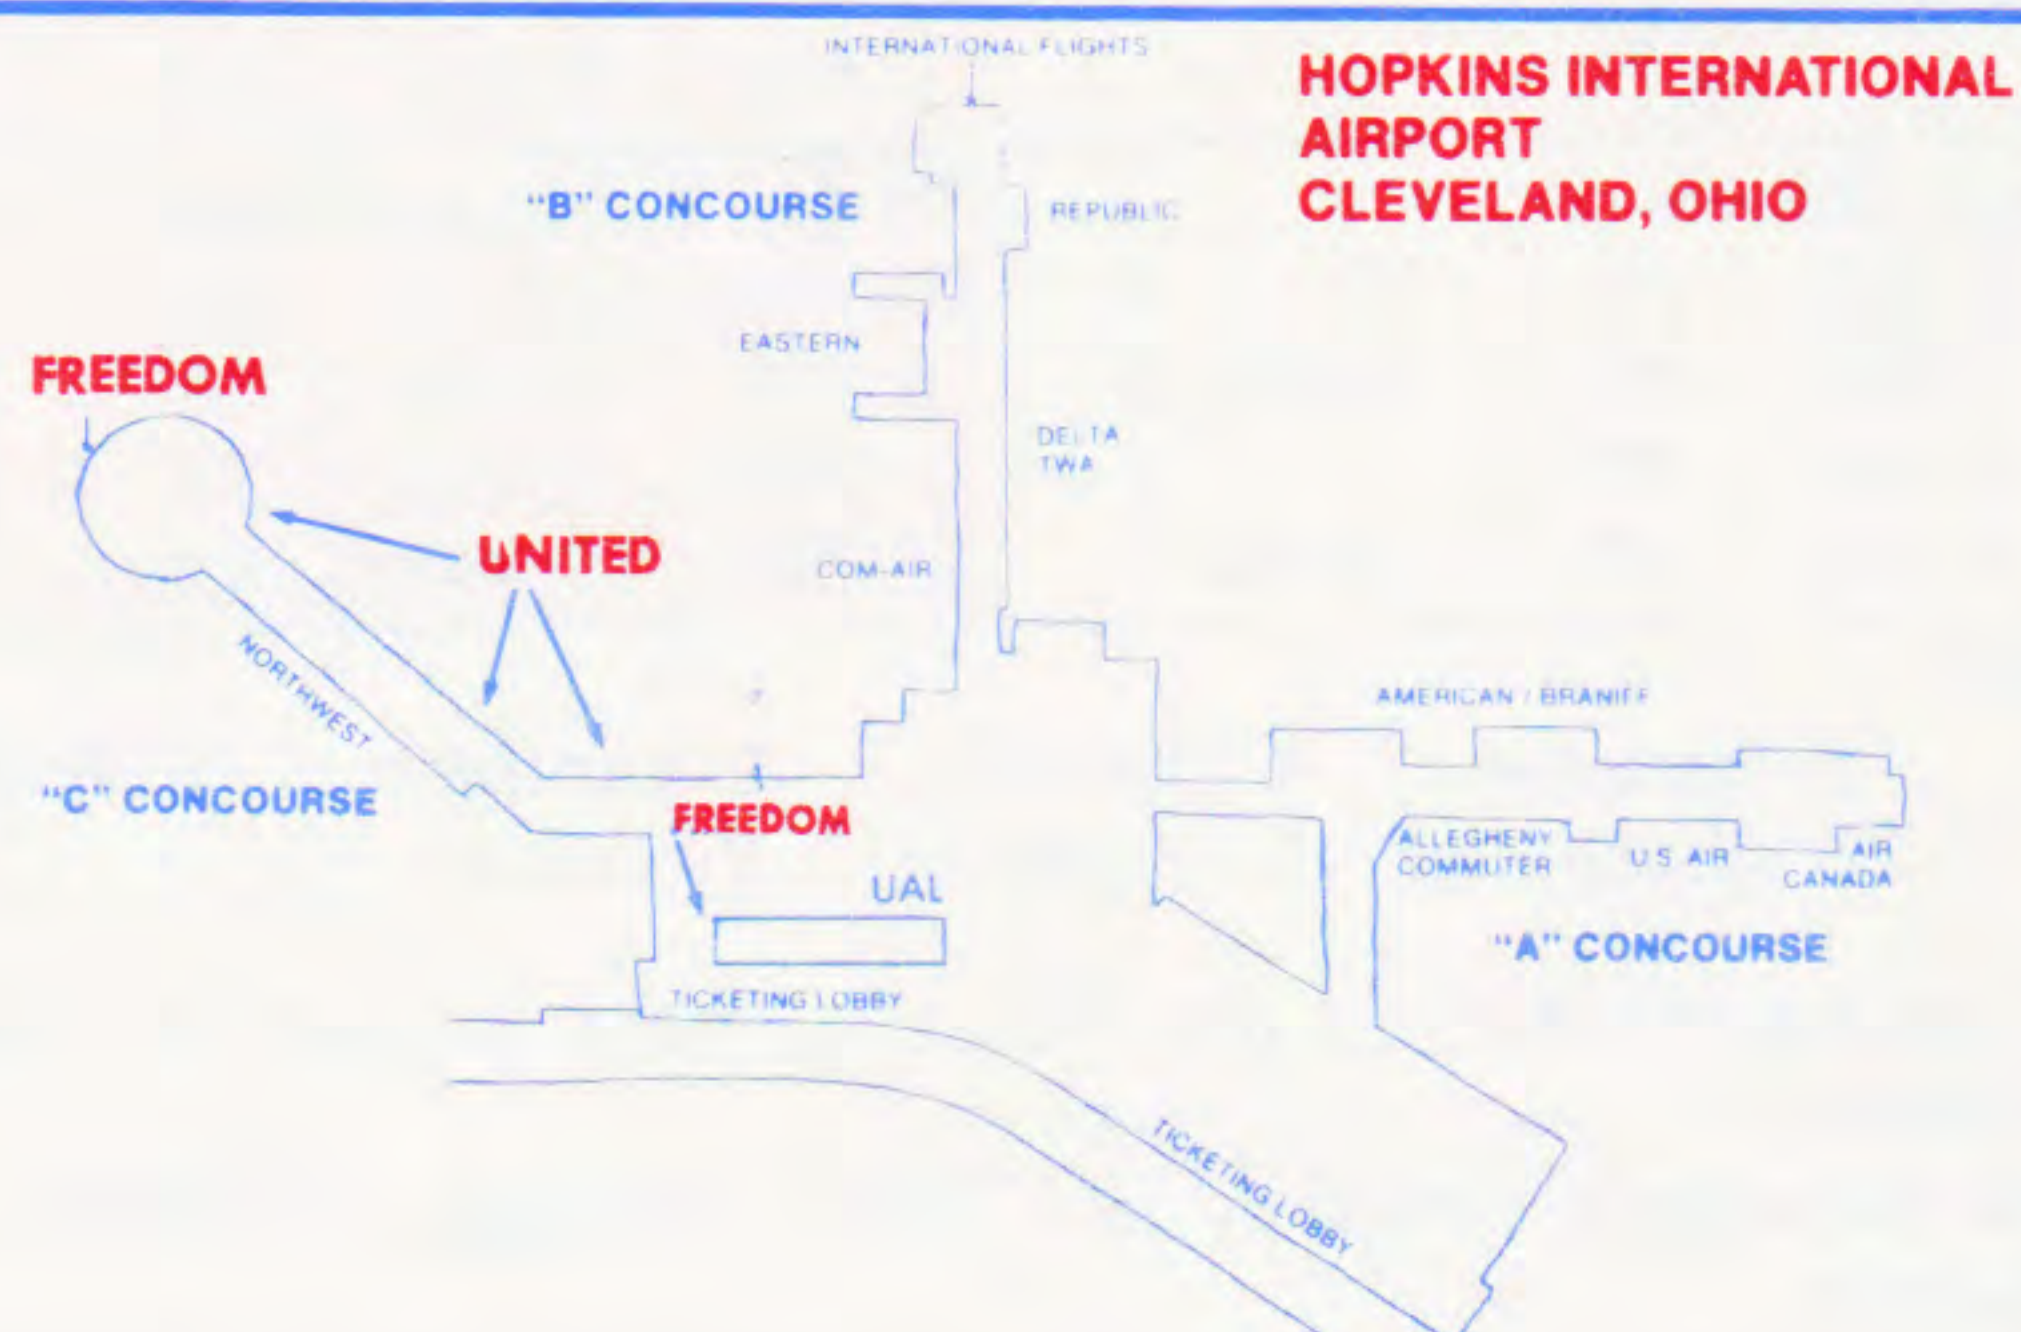 INTERNATIONAL FLIGHTS
HOPKINS INTERNATIONAL
AIRPORT
CLEVELAND, OHIO
"B" CONCOURSE
REPUBLIC
EASTERN
FREEDOM
DELTA
TWA
UNITED
COM-AIR
NORTHWEST
AMERICAN / BRANIFF
"C" CONCOURSE
FREEDOM
ALLEGHENY
COMMUTER
U S AIR
AIR
CANADA
UAL
"A" CONCOURSE
TICKETING LOBBY
TICKETING LOBBY